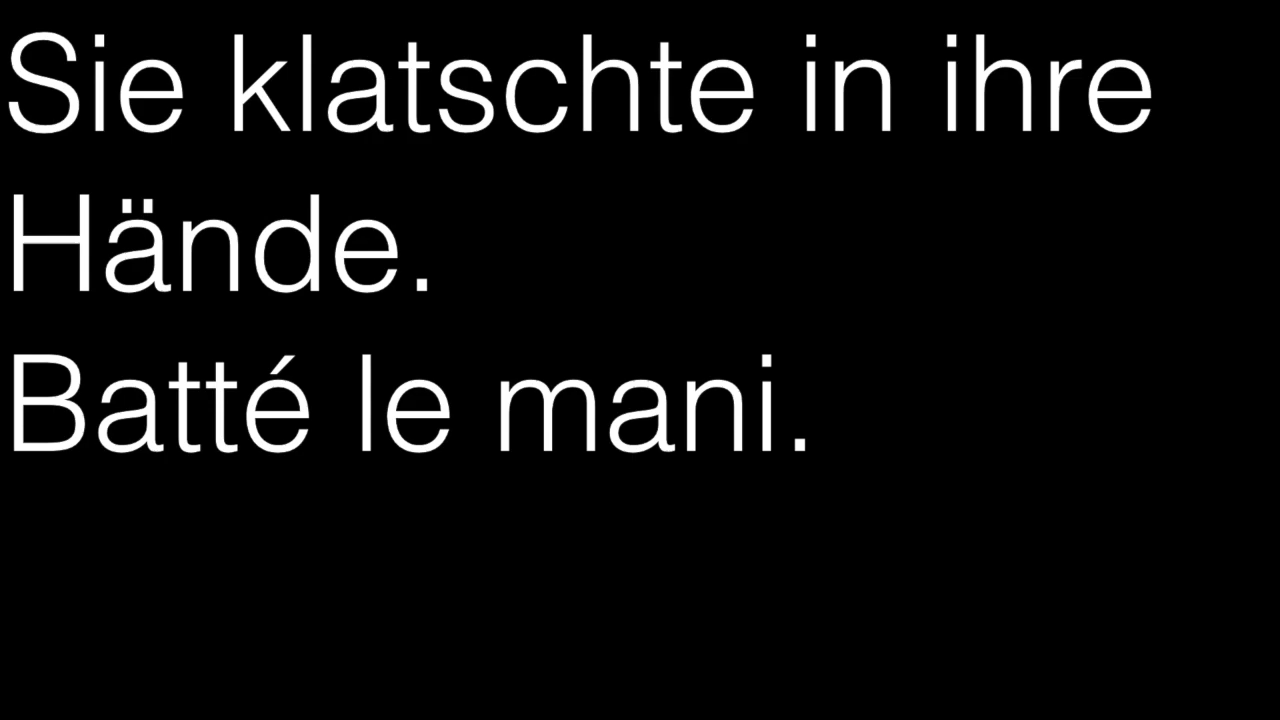 Sie klatschte in ihre
Hände.
Batté le mani.